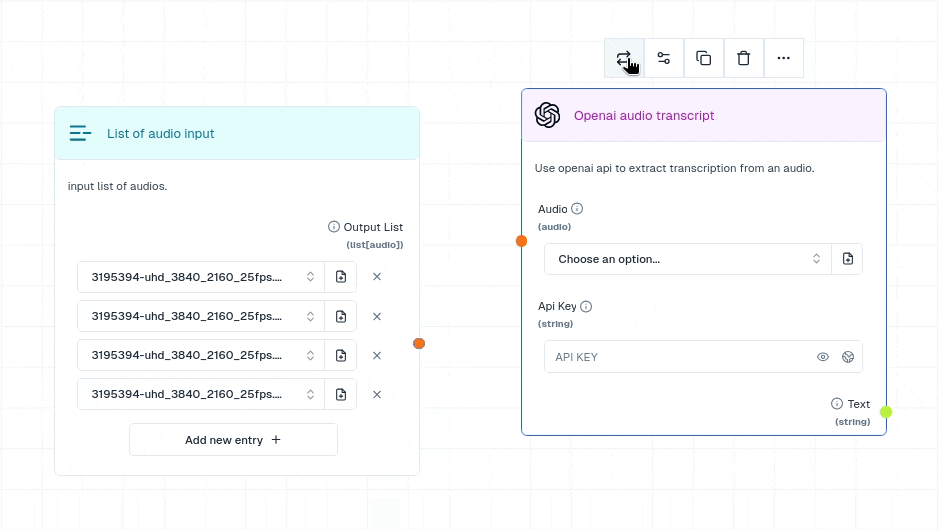 List of audio input
input list of audios.
Output List
(list[audio])
3195394-uhd_3840_2160_25fps....
3195394-uhd_3840_2160_25fps....
3195394-uhd_3840_2160_25fps....
3195394-uhd_3840_2160_25fps....
Add new entry +
Openai audio transcript
Use openai api to extract transcription from an audio.
Audio
(audio)
Choose an option...
Api Key
(string)
API KEY
Text
(string)